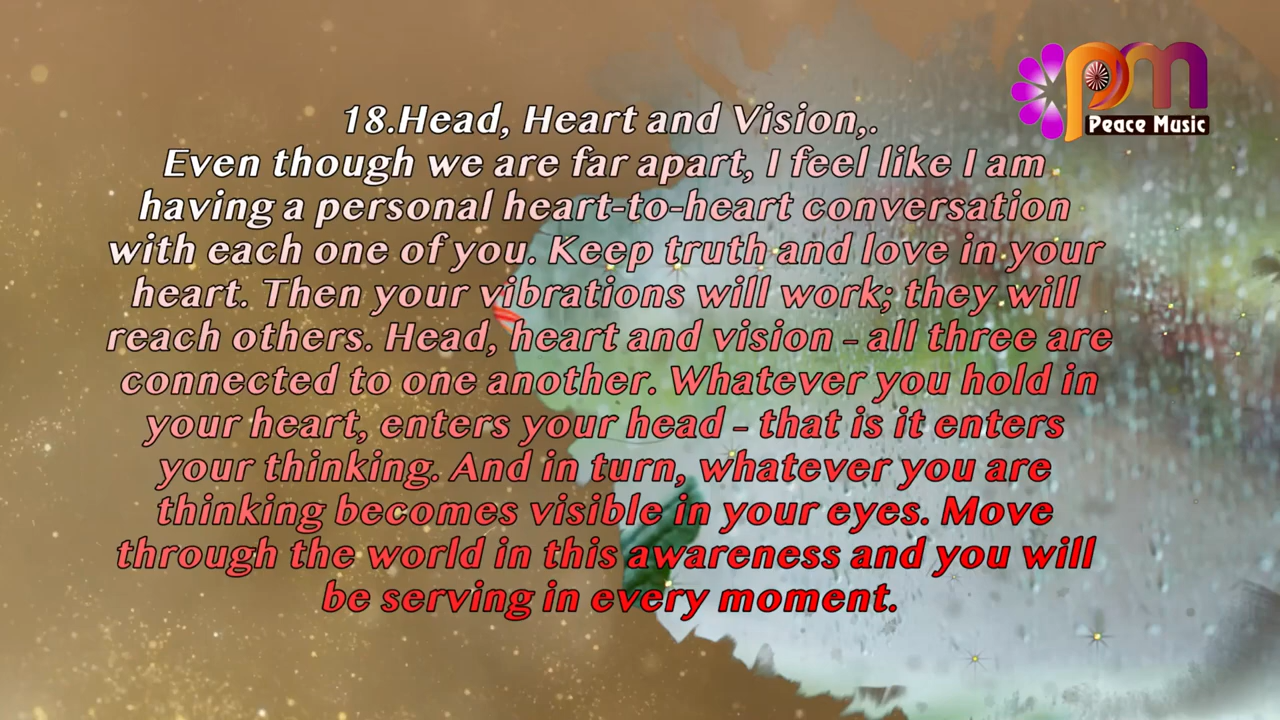 pm
Peace Music
18.Head, Heart and Vision,.
Even though we are far apart, I feel like I am
having a personal heart-to-heart conversation
with each one of you. Keep truth and love in your
heart. Then your vibrations will work; they will
reach others. Head, heart and vision - all three are
connected to one another. Whatever you hold in
your heart, enters your head - that is it enters
your thinking. And in turn, whatever you are
thinking becomes visible in your eyes. Move
through the world in this awareness and you will
be serving in every moment.